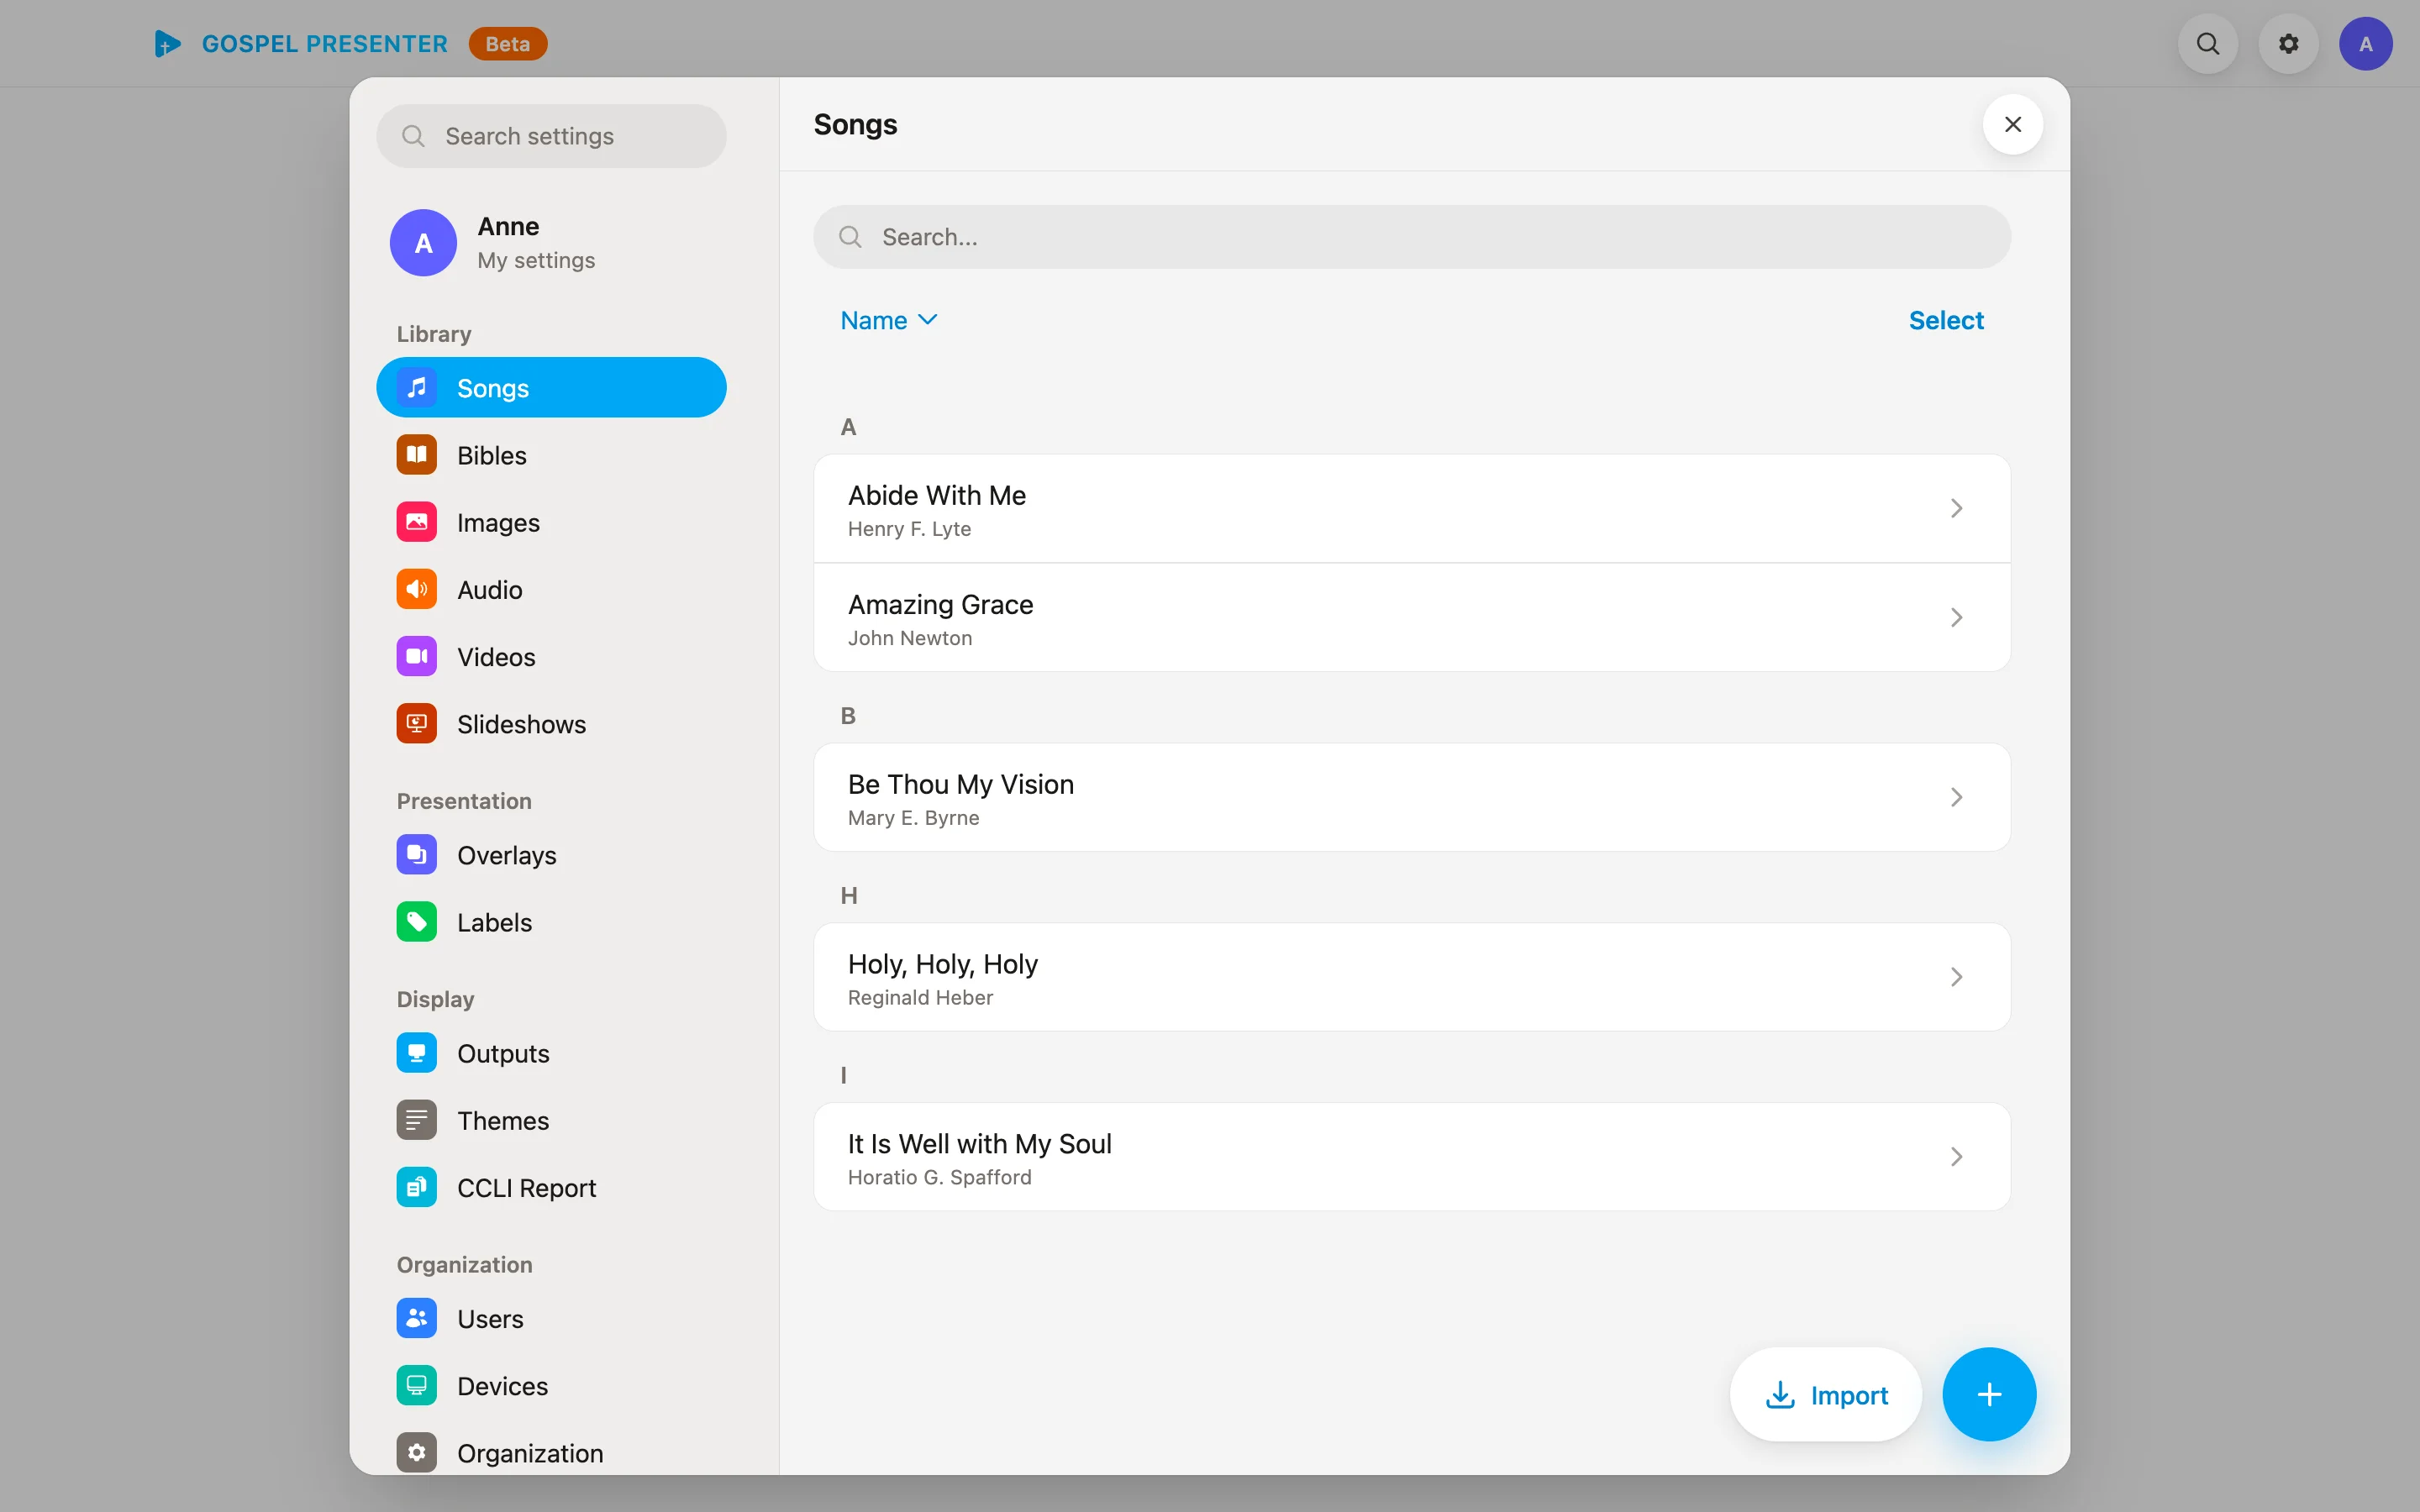 GOSPEL PRESENTER Beta
A
Search settings
A
Anne
My settings
Library
Songs
Bibles
Images
Audio
Videos
Slideshows
Presentation
Overlays
Labels
Display
Outputs
Themes
CCLI Report
Organization
Users
Devices
Organization
Songs
Search...
Name
Select
A
Abide With Me
Henry F. Lyte
Amazing Grace
John Newton
B
Be Thou My Vision
Mary E. Byrne
H
Holy, Holy, Holy
Reginald Heber
I
It Is Well with My Soul
Horatio G. Spafford
Import